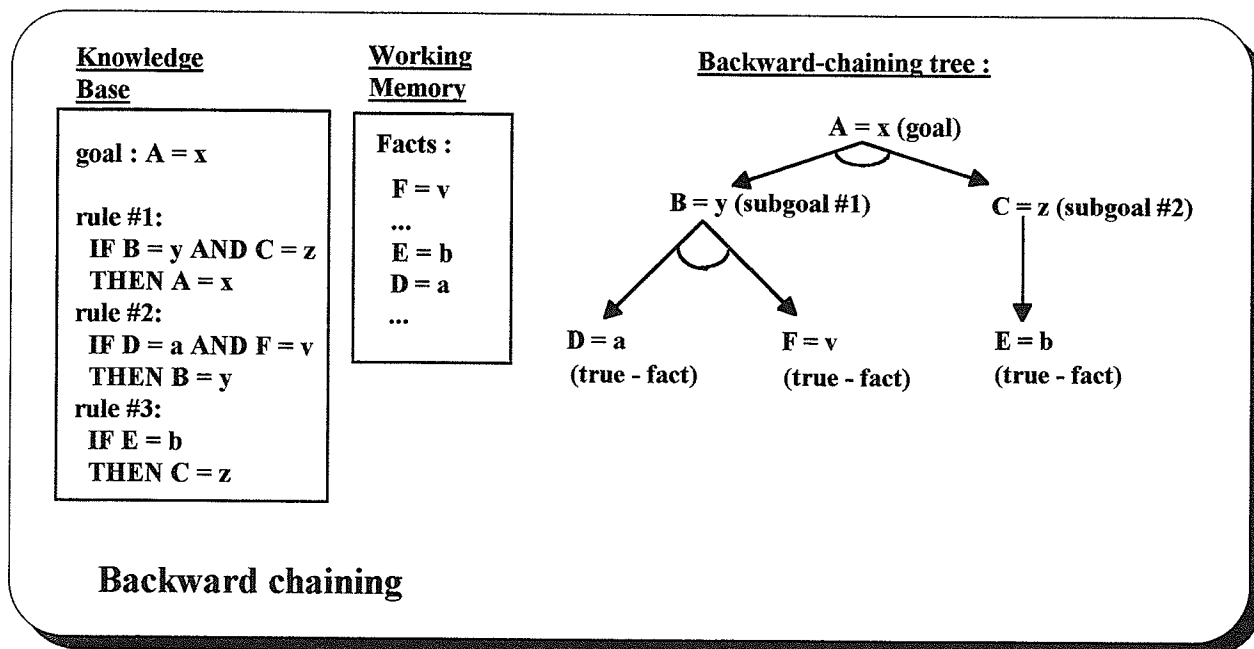 Knowledge
Base
goal : A = x
rule #1:
IF B = y AND C = z
THEN A = x
rule #2:
IF D = a AND F = v
THEN B = y
rule #3:
IF E = b
THEN C = z
Working
Memory
Facts :
F = v
...
E = b
D = a
...
Backward-chaining tree :
A = x (goal)
B = y (subgoal #1)
C = z (subgoal #2)
D = a
(true - fact)
F = v
(true - fact)
E = b
(true - fact)
Backward chaining